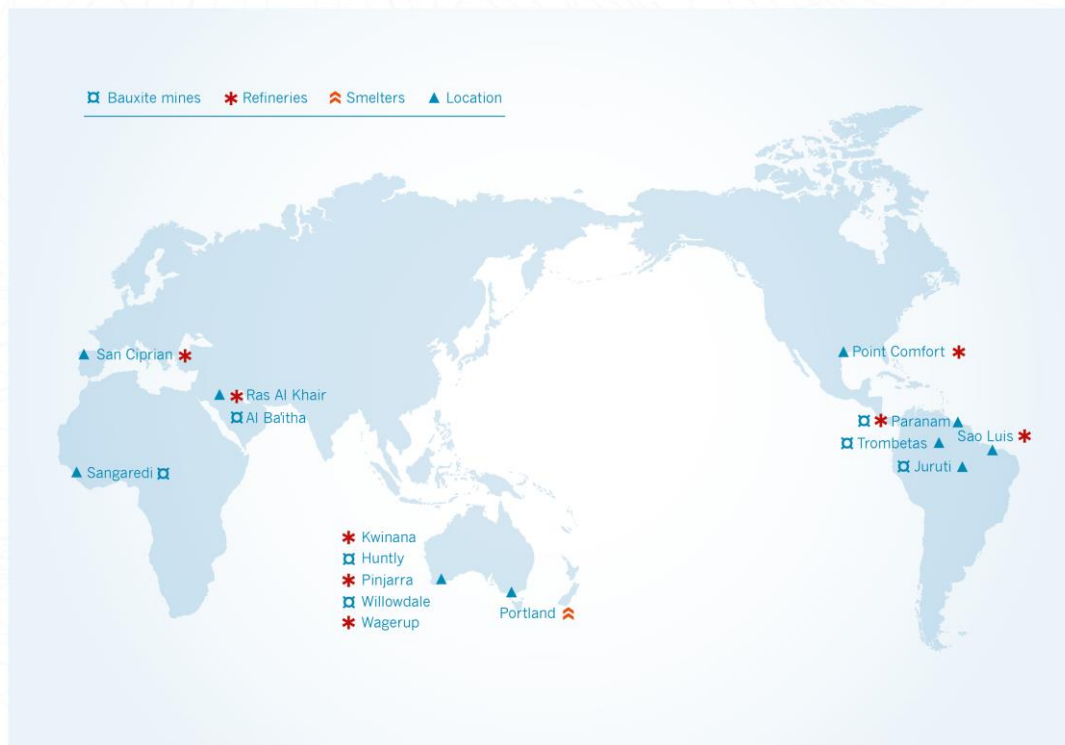 Bauxite mines Refineries Smelters Location
San Ciprian
Ras Al Khair
Al Ba'itha
Sangaredi
Kwinana
Huntly
Pinjarra
Willowdale
Wagerup
Portland
Point Comfort
Paranam
Sao Luis
Trombetas
Juruti